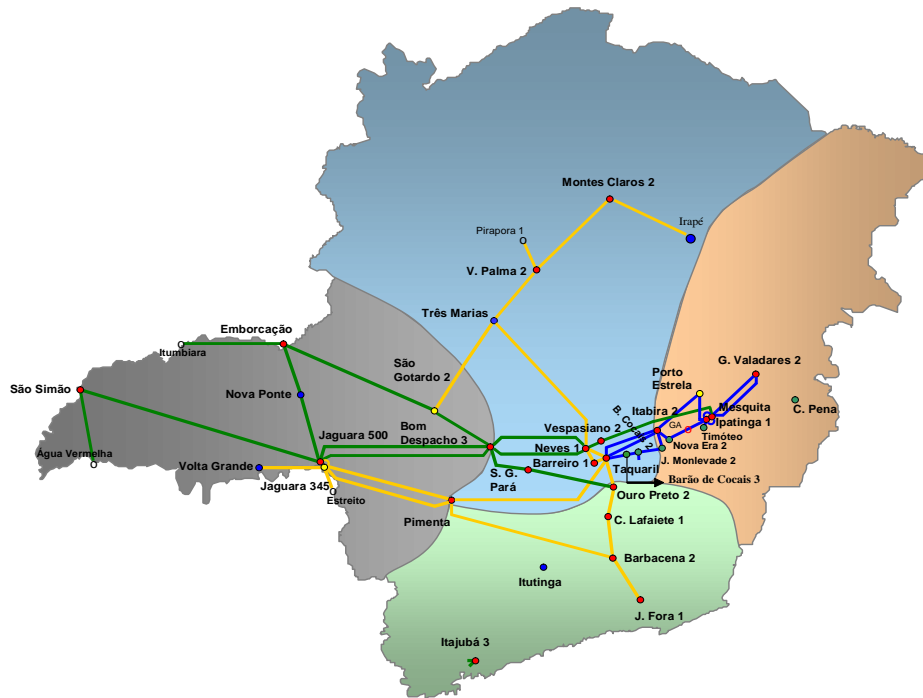 Montes Claros 2
Irapé
Pirapora 1
V. Palma 2
Três Marias
Emborcação
Itumbiara
São
Gotardo 2
G. Valadares 2
Porto
Estrela
São Simão
Nova Ponte
Itabira 2
Mesquita
C. Pena
B. Cocais 2
Vespasiano 2
GA
Ipatinga 1
Bom
Despacho 3
Timóteo
Jaguara 500
Neves 1
Nova Era 2
Água Vermelha
Volta Grande
Barreiro 1
J. Monlevade 2
S. G.
Pará
Taquaril
Barão de Cocais 3
Jaguara 345
Estreito
Ouro Preto 2
Pimenta
C. Lafaiete 1
Barbacena 2
Itutinga
J. Fora 1
Itajubá 3